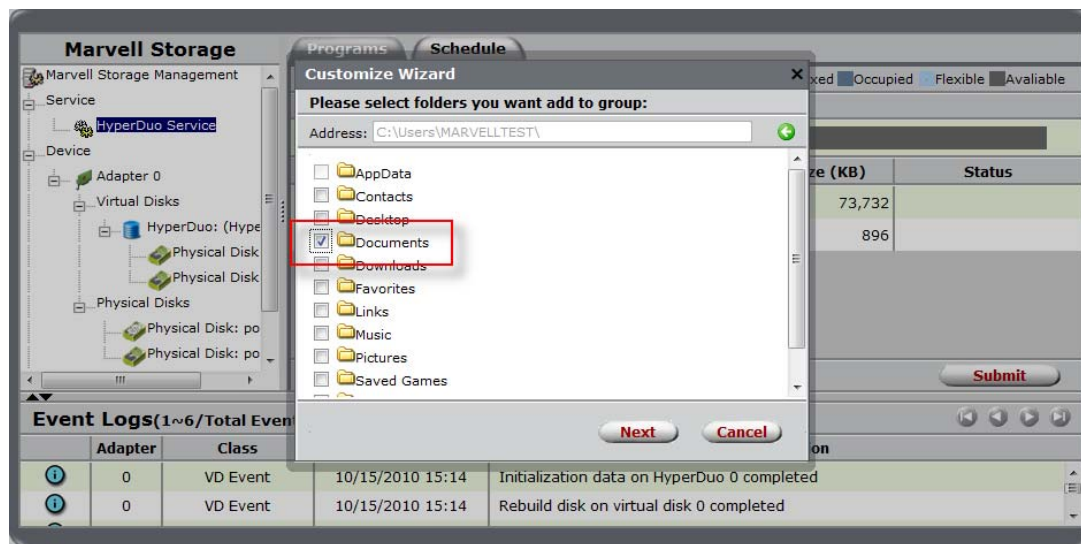 Marvell Storage
Marvell Storage Management
Service
HyperDuo Service
Device
Adapter 0
Virtual Disks
HyperDuo: (Hype
Physical Disk
Physical Disk
Physical Disks
Physical Disk: po
Physical Disk: po
Programs
Schedule
xed Occupied Flexible Avaliable
Customize Wizard
Please select folders you want add to group:
Address: C:\Users\MARVELLTEST\
AppData
Contacts
Desktop
Documents
Downloads
Favorites
Links
Music
Pictures
Saved Games
Next Cancel
ze (KB) Status
73,732
896
Submit
Event Logs(1~6/Total Even
Adapter Class on
0 VD Event 10/15/2010 15:14 Initialization data on HyperDuo 0 completed
0 VD Event 10/15/2010 15:14 Rebuild disk on virtual disk 0 completed